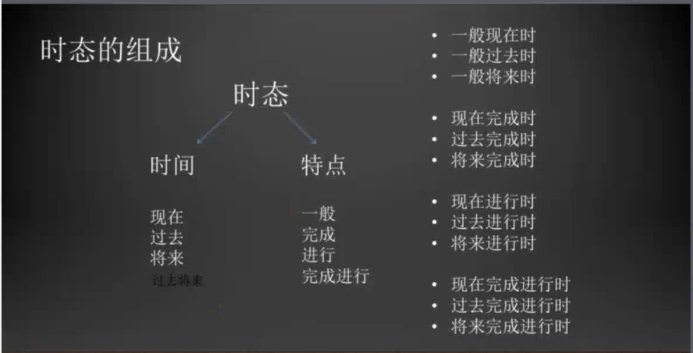 时态的组成
时态
时间
特点
现在
过去
将来
过去将来
一般
完成
进行
完成进行
• 一般现在时
• 一般过去时
• 一般将来时
• 现在完成时
• 过去完成时
• 将来完成时
• 现在进行时
• 过去进行时
• 将来进行时
• 现在完成进行时
• 过去完成进行时
• 将来完成进行时